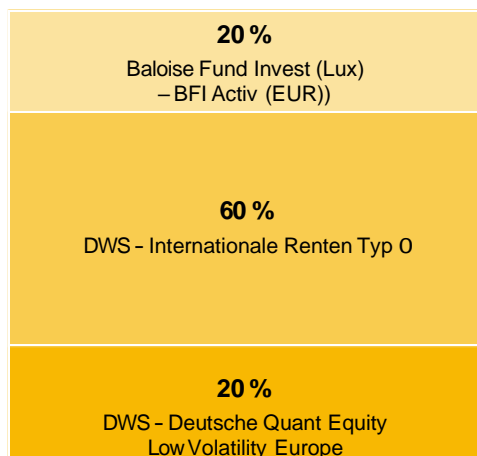 20 %
Baloise Fund Invest (Lux)
– BFI Activ (EUR))
60 %
DWS – Internationale Renten Typ O
20 %
DWS – Deutsche Quant Equity
Low Volatility Europe